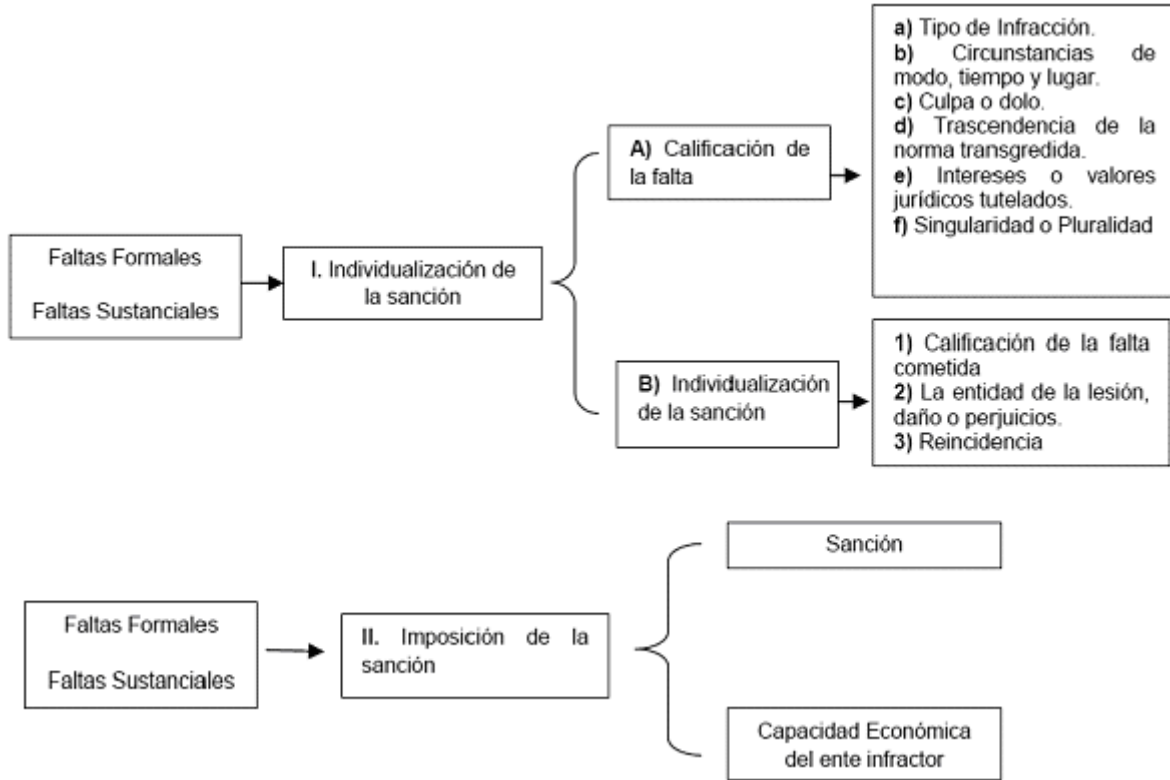 Faltas Formales
Faltas Sustanciales
I. Individualización de
la sanción
A) Calificación de
la falta
a) Tipo de Infracción.
b) Circunstancias de
modo, tiempo y lugar.
c) Culpa o dolo.
d) Trascendencia de la
norma transgredida.
e) Intereses o valores
jurídicos tutelados.
f) Singularidad o Pluralidad
B) Individualización
de la sanción
1) Calificación de la falta
cometida
2) La entidad de la lesión,
daño o perjuicios.
3) Reincidencia
Faltas Formales
Faltas Sustanciales
II. Imposición de la
sanción
Sanción
Capacidad Económica
del ente infractor